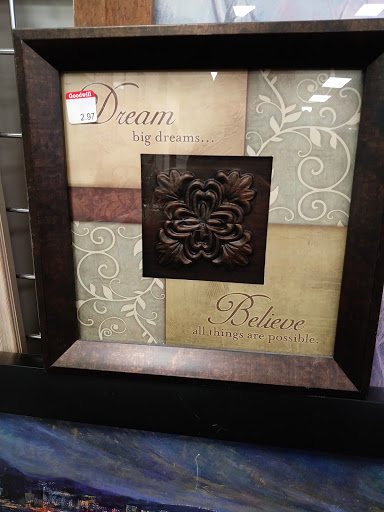 Goodwill
2.97
Dream
big dreams...
Believe
all things are possible.